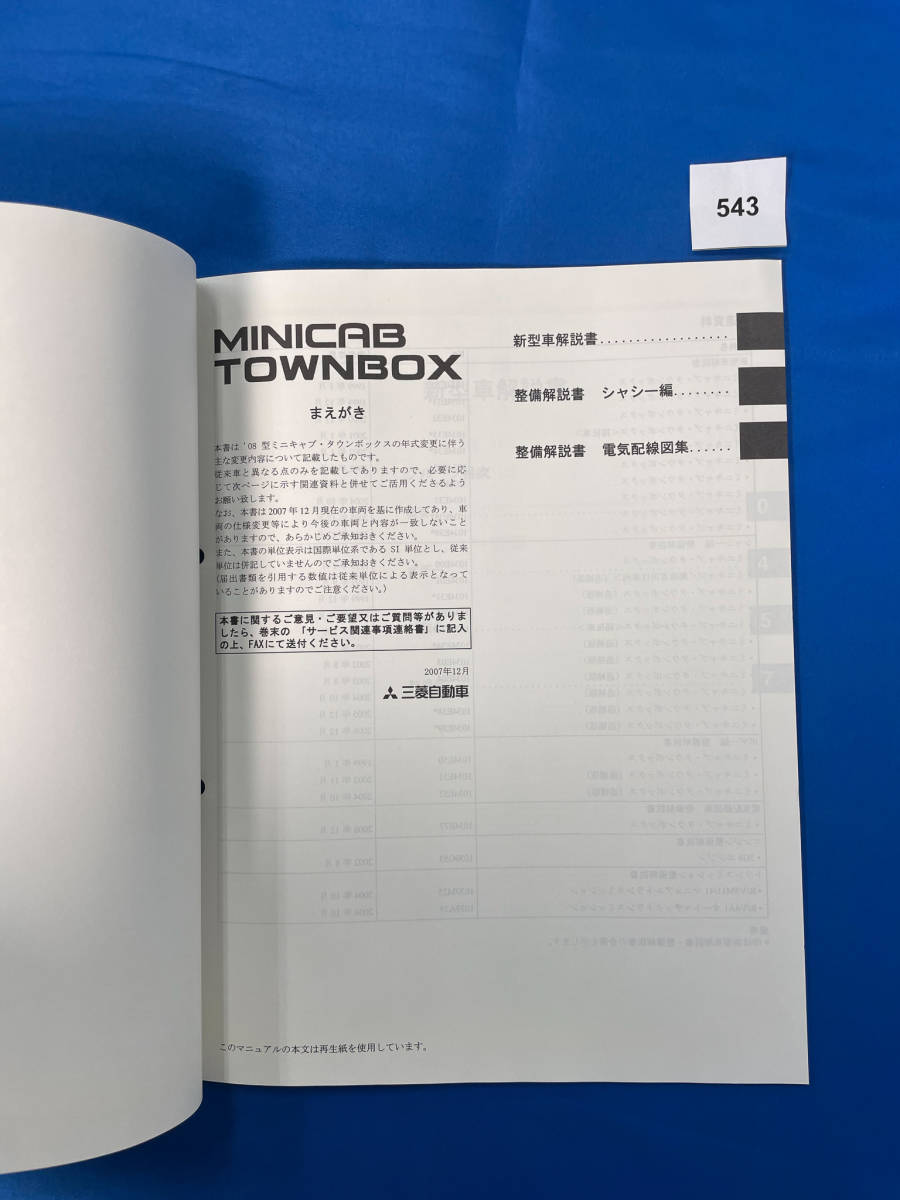 543
MINICAB
TOWNBOX
まえがき
本書は '08 型ミニキャブ・タウンボックスの年式変更に伴う
主な変更内容について記載したものです。
従来車と異なる点のみを記載してありますので、必要に応
じて次ページに示す関連資料と併せてご活用くださるよう
お願い致します。
なお、本書は2007年12月現在の車両を基に作成してあり、車
両の仕様変更等により今後の車両と内容が一致しないこと
がありますので、あらかじめご承知おきください。
また、本書の単位表示は国際単位系である SI 単位とし、従来
単位は併記していませんのでご承知おきください。
(届出書類を引用する数値は従来単位による表示となって
いることがありますのでご注意ください。)
本書に関するご意見・ご要望又はご質問等がありま
したら、巻末の 「サービス関連事項連絡書」に記入
の上、FAXにて送付ください。
2007年12月
三菱自動車
新型車解説書..................
整備解説書 シャシー編........
整備解説書 電気配線図集......
このマニュアルの本文は再生紙を使用しています。